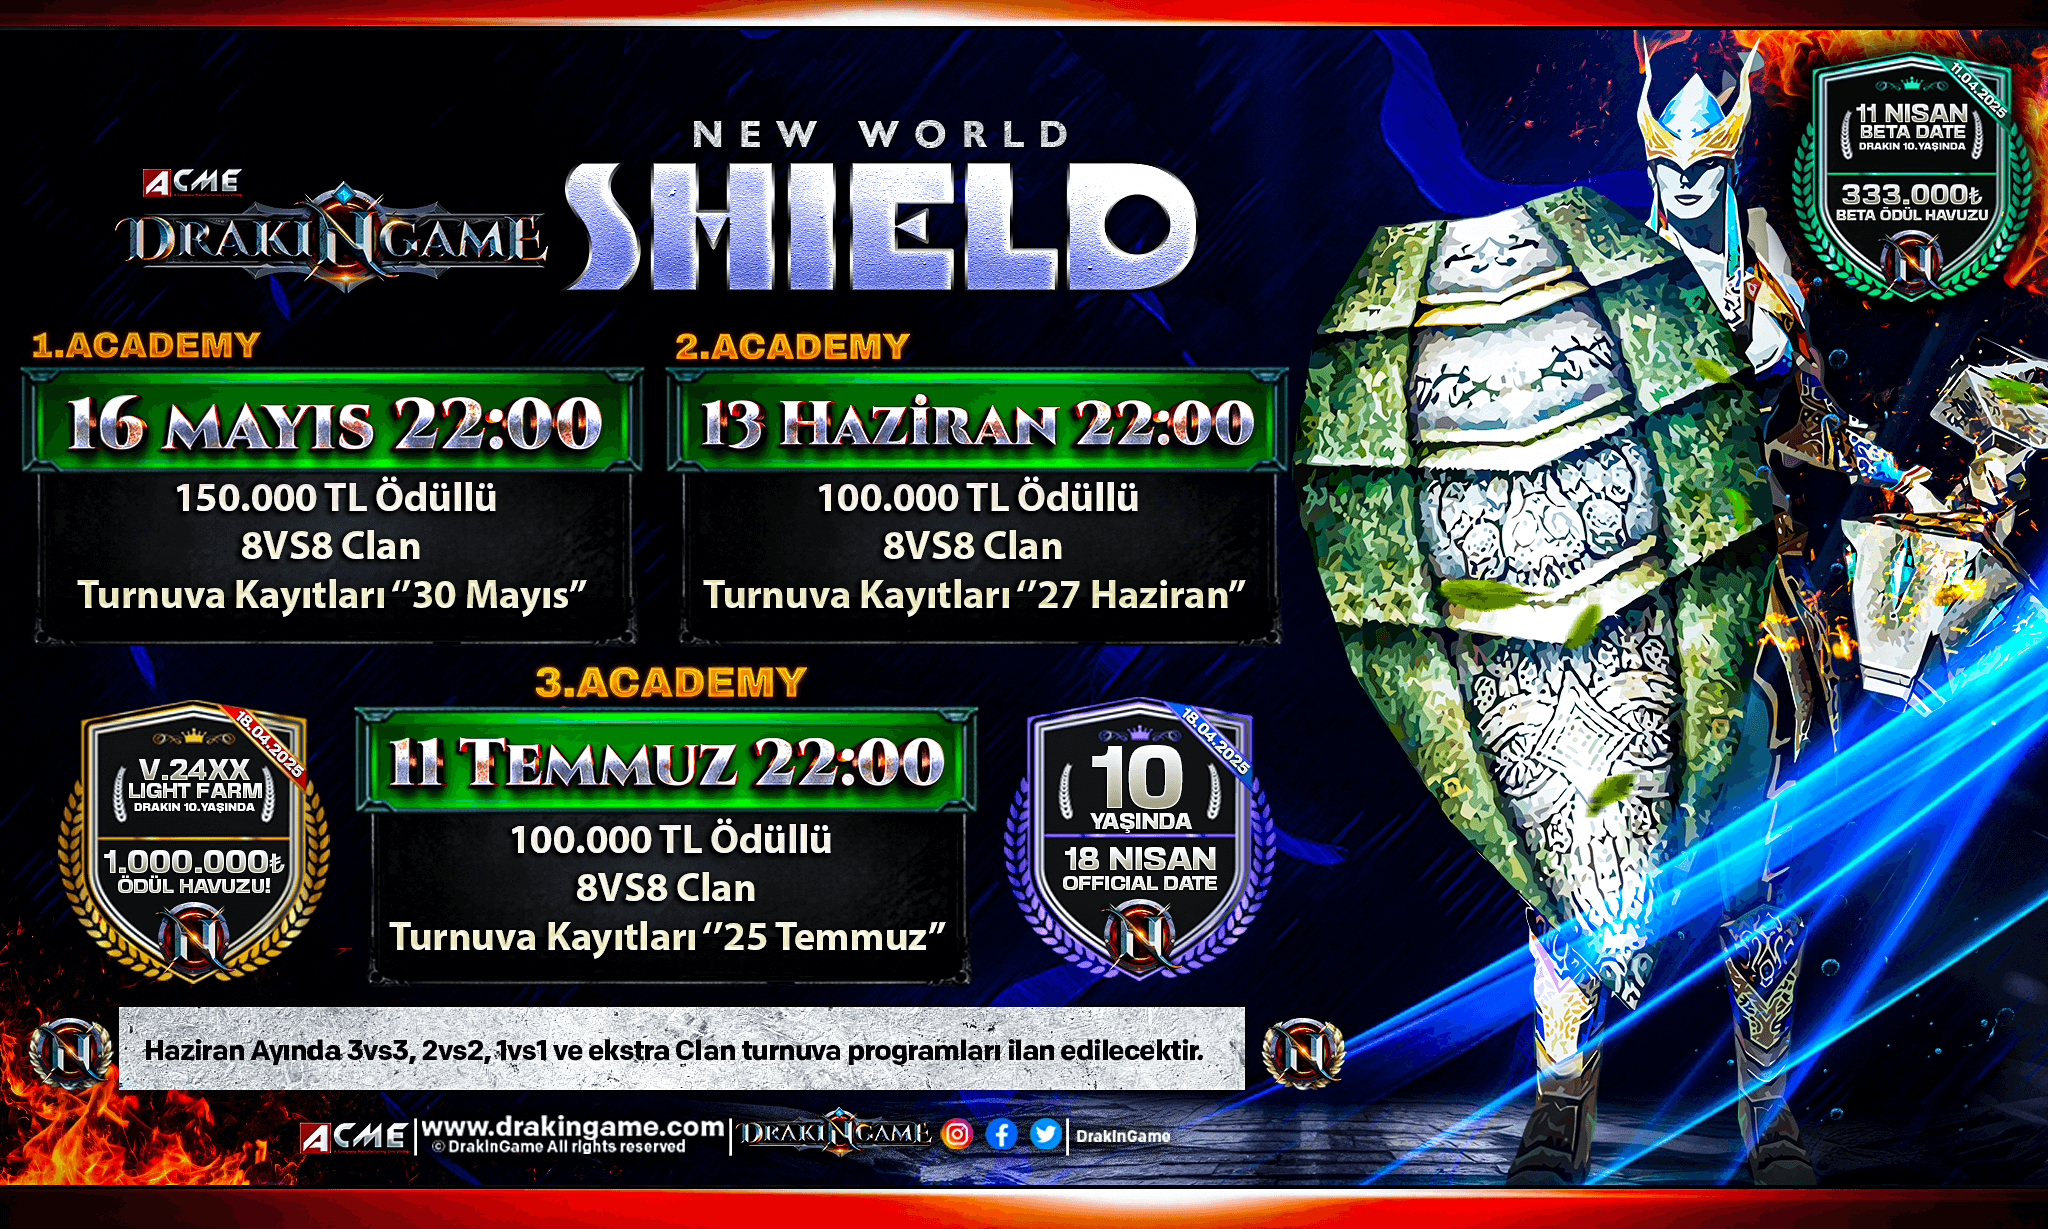 NEW WORLD
SHIELD
ACME
DRAKINGAME
11 NISAN
BETA DATE
DRAKIN 10.YAŞINDA
333.000₺
BETA ÖDÜL HAVUZU
11.04.2025
1.ACADEMY
16 MAYIS 22:00
150.000 TL Ödüllü
8VS8 Clan
Turnuva Kayıtları ‘’30 Mayıs’’
2.ACADEMY
13 HAZİRAN 22:00
100.000 TL Ödüllü
8VS8 Clan
Turnuva Kayıtları ‘’27 Haziran’’
3.ACADEMY
11 TEMMUZ 22:00
100.000 TL Ödüllü
8VS8 Clan
Turnuva Kayıtları ‘’25 Temmuz’’
18.04.2025
V.24XX
LIGHT FARM
DRAKIN 10.YAŞINDA
1.000.000₺
ÖDÜL HAVUZU!
18.04.2025
10
YAŞINDA
18 NISAN
OFFICIAL DATE
Haziran Ayında 3vs3, 2vs2, 1vs1 ve ekstra Clan turnuva programları ilan edilecektir.
ACME | www.drakingame.com | DRAKINGAME | DrakInGame
© DrakInGame All rights reserved